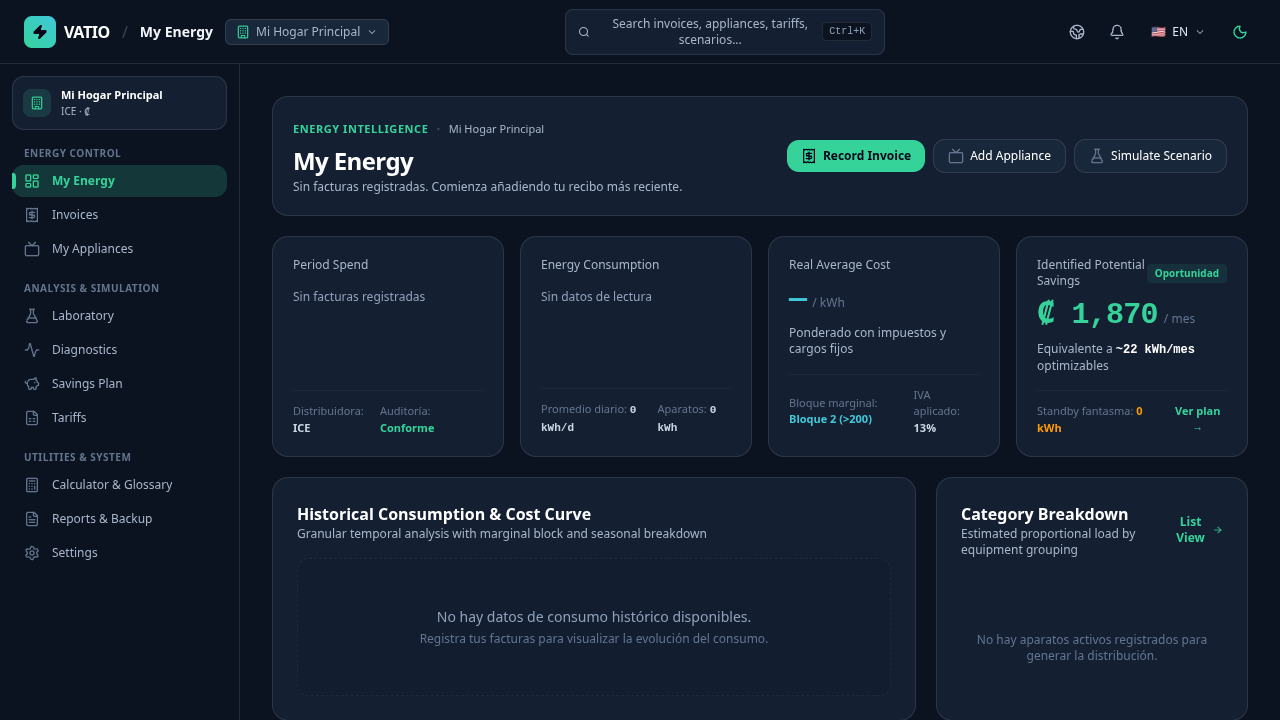 VATIO / My Energy
Mi Hogar Principal
Search invoices, appliances, tariffs,
scenarios...
Ctrl+K
🇺🇸 EN
Mi Hogar Principal
ICE · ₡
ENERGY CONTROL
My Energy
Invoices
My Appliances
ANALYSIS & SIMULATION
Laboratory
Diagnostics
Savings Plan
Tariffs
UTILITIES & SYSTEM
Calculator & Glossary
Reports & Backup
Settings
ENERGY INTELLIGENCE · Mi Hogar Principal
My Energy
Sin facturas registradas. Comienza añadiendo tu recibo más reciente.
Record Invoice
Add Appliance
Simulate Scenario
Period Spend
Sin facturas registradas
Distribuidora:
ICE
Auditoría:
Conforme
Energy Consumption
Sin datos de lectura
Promedio diario: 0
kWh/d
Aparatos: 0
kWh
Real Average Cost
— / kWh
Ponderado con impuestos y
cargos fijos
Bloque marginal:
Bloque 2 (>200)
IVA
aplicado:
13%
Identified Potential
Savings
Oportunidad
₡ 1,870 / mes
Equivalente a ~22 kWh/mes
optimizables
Standby fantasma: 0
kWh
Ver plan
→
Historical Consumption & Cost Curve
Granular temporal analysis with marginal block and seasonal breakdown
No hay datos de consumo histórico disponibles.
Registra tus facturas para visualizar la evolución del consumo.
Category Breakdown
Estimated proportional load by
equipment grouping
List
View →
No hay aparatos activos registrados para
generar la distribución.